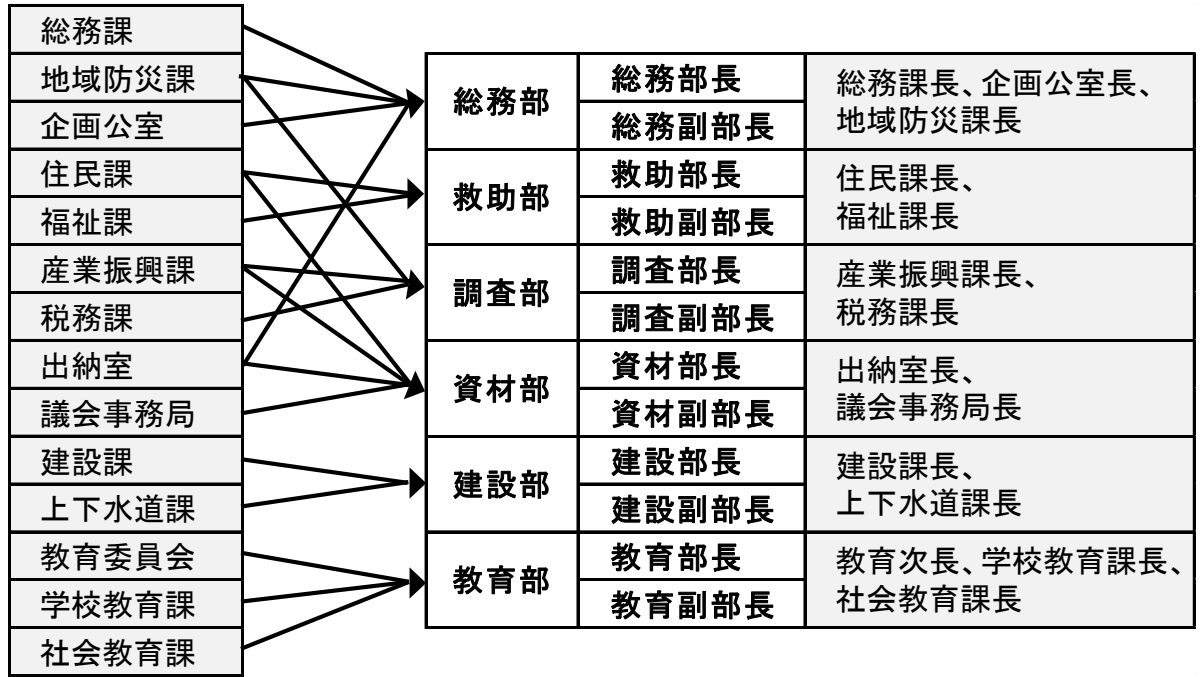 総務課
地域防災課
企画公室
住民課
福祉課
産業振興課
税務課
出納室
議会事務局
建設課
上下水道課
教育委員会
学校教育課
社会教育課
総務部
総務部長
総務副部長
総務課長、企画公室長、
地域防災課長
救助部
救助部長
救助副部長
住民課長、
福祉課長
調査部
調査部長
調査副部長
産業振興課長、
税務課長
資材部
資材部長
資材副部長
出納室長、
議会事務局長
建設部
建設部長
建設副部長
建設課長、
上下水道課長
教育部
教育部長
教育副部長
教育次長、学校教育課長、
社会教育課長